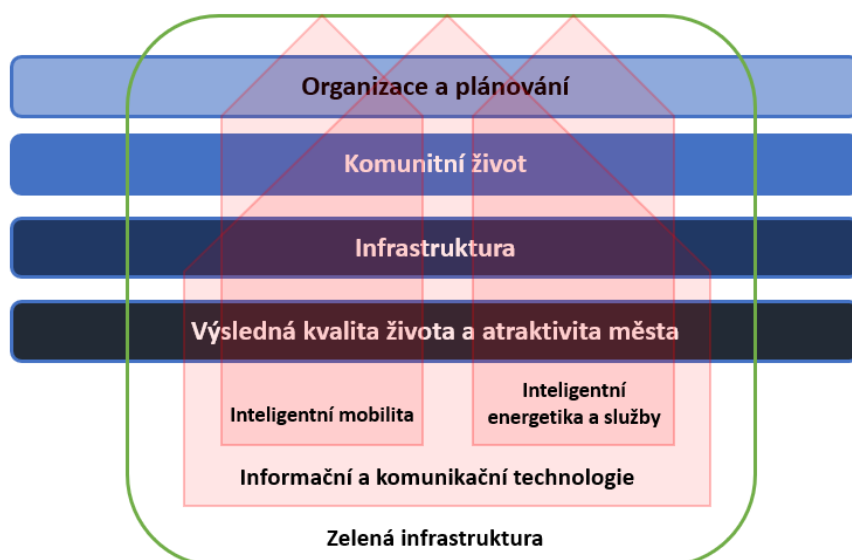 Organizace a plánování
Komunitní život
Infrastruktura
Výsledná kvalita života a atraktivita města
Inteligentní mobilita
Inteligentní
energetika a služby
Informační a komunikační technologie
Zelená infrastruktura